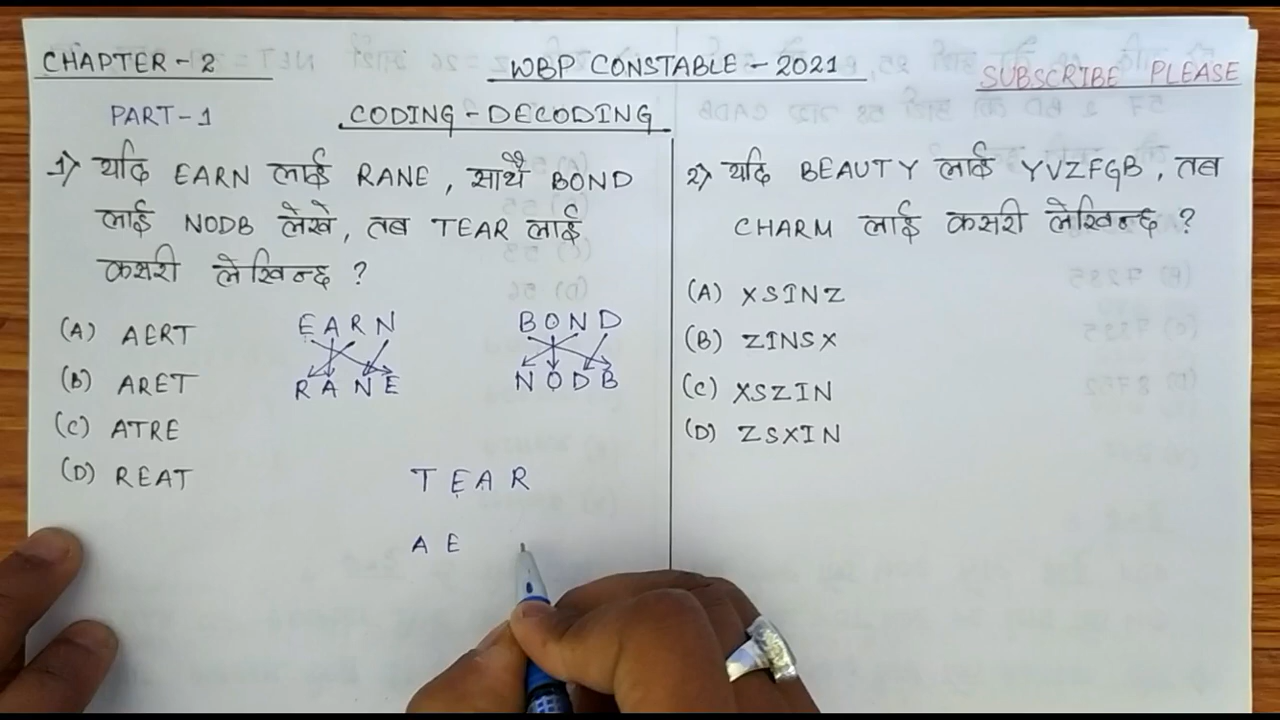 CHAPTER - 2
WBP CONSTABLE - 2021
SUBSCRIBE PLEASE
PART - 1
CODING - DECODING
1) यदि EARN लाई RANE, साथै BOND
लाई NODB लेखे, तब TEAR लाई
कसरी लेखिन्छ ?
(A) AERT
(B) ARET
(C) ATRE
(D) REAT
EARN
RANE
BOND
NODB
TEAR
AE
2) यदि BEAUTY लाई YVZFGB, तब
CHARM लाई कसरी लेखिन्छ ?
(A) XSINZ
(B) ZINSX
(C) XSZIN
(D) ZSXIN